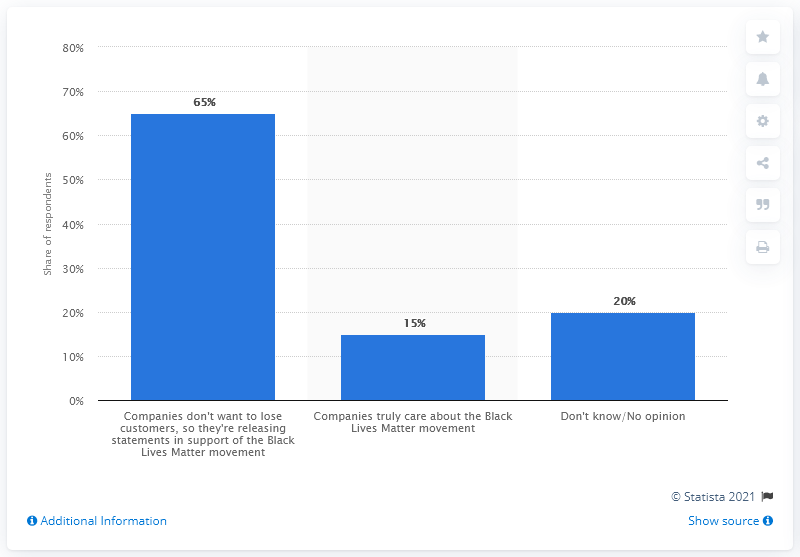 80%
70%
60%
50%
40%
30%
20%
10%
0%
Share of respondents
65%
15%
20%
Companies don't want to lose
customers, so they're releasing
statements in support of the Black
Lives Matter movement
Companies truly care about the Black
Lives Matter movement
Don't know/No opinion
© Statista 2021
Additional Information
Show source